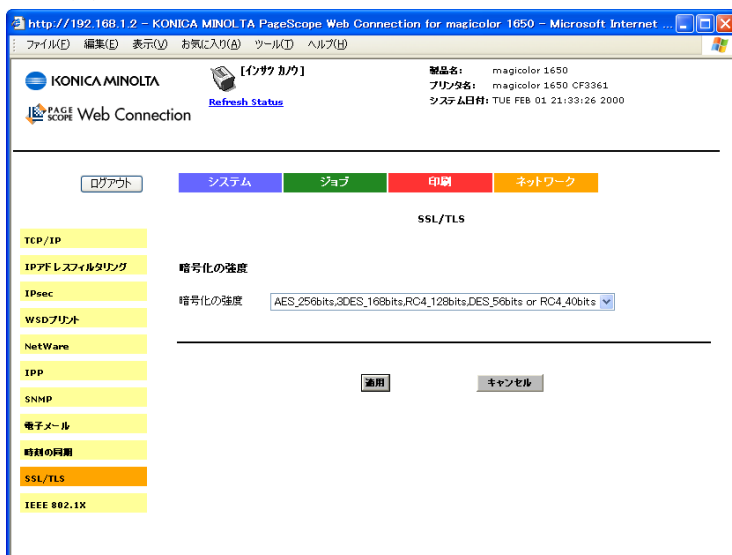 http://192.168.1.2 - KONICA MINOLTA PageScope Web Connection for magicolor 1650 - Microsoft Internet ...
ファイル(F) 編集(E) 表示(V) お気に入り(A) ツール(T) ヘルプ(H)
KONICA MINOLTA
[インサツ カノウ]
製品名: magicolor 1650
プリンタ名: magicolor 1650 CF3361
Refresh Status
システム日付: TUE FEB 01 21:33:26 2000
PAGE SCOPE Web Connection
ログアウト
システム ジョブ 印刷 ネットワーク
SSL/TLS
TCP/IP
IPアドレスフィルタリング
IPsec
WSDプリント
NetWare
IPP
SNMP
電子メール
時刻の同期
SSL/TLS
IEEE 802.1X
暗号化の強度
暗号化の強度 AES_256bits,3DES_168bits,RC4_128bits,DES_56bits or RC4_40bits
適用 キャンセル